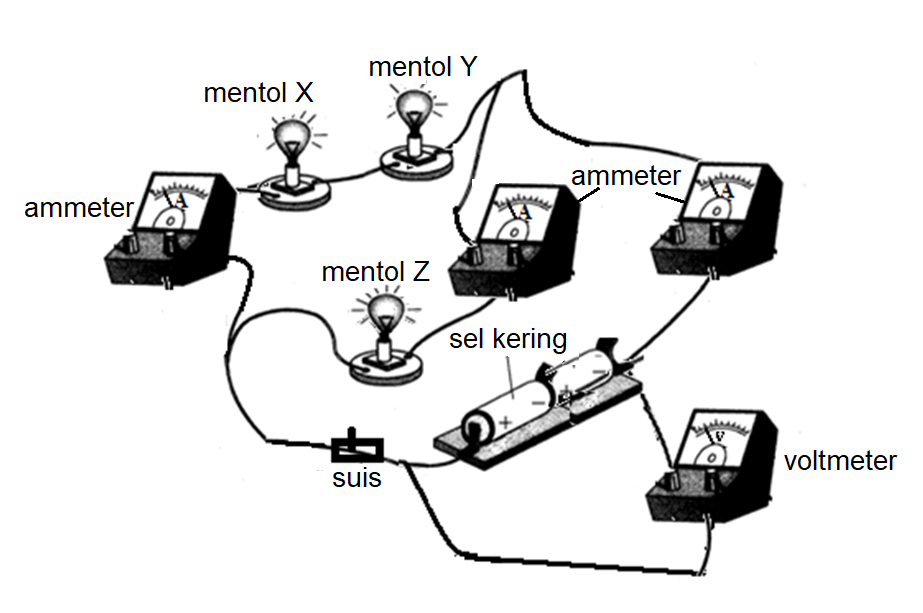 mentol Y
mentol X
ammeter
A
ammeter
A
A
mentol Z
sel kering
+
−
+
−
V
voltmeter
suis